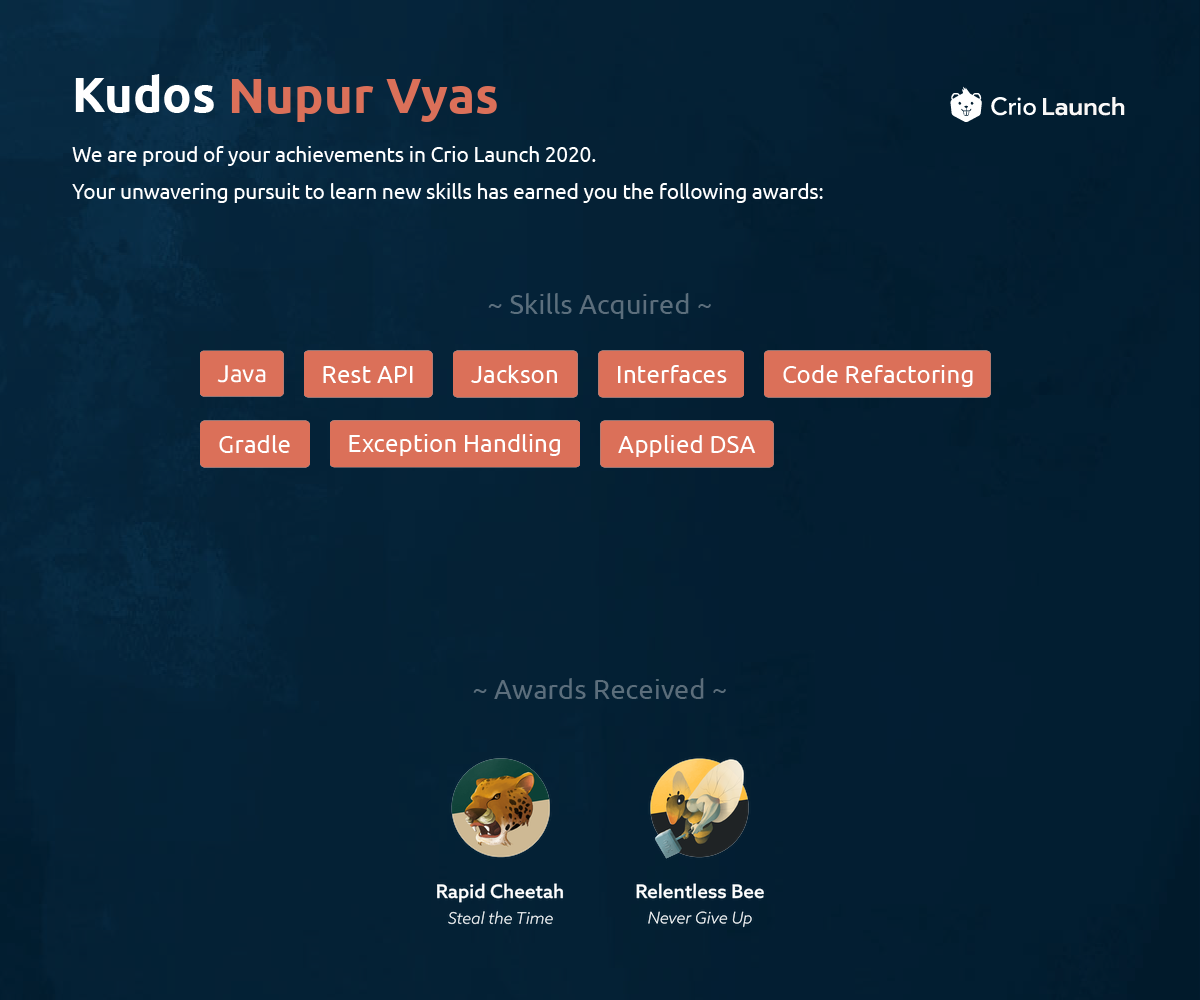 Kudos Nupur Vyas
Crio Launch
We are proud of your achievements in Crio Launch 2020.
Your unwavering pursuit to learn new skills has earned you the following awards:
~ Skills Acquired ~
Java Rest API Jackson Interfaces Code Refactoring
Gradle Exception Handling Applied DSA
~ Awards Received ~
Rapid Cheetah Relentless Bee
Steal the Time Never Give Up